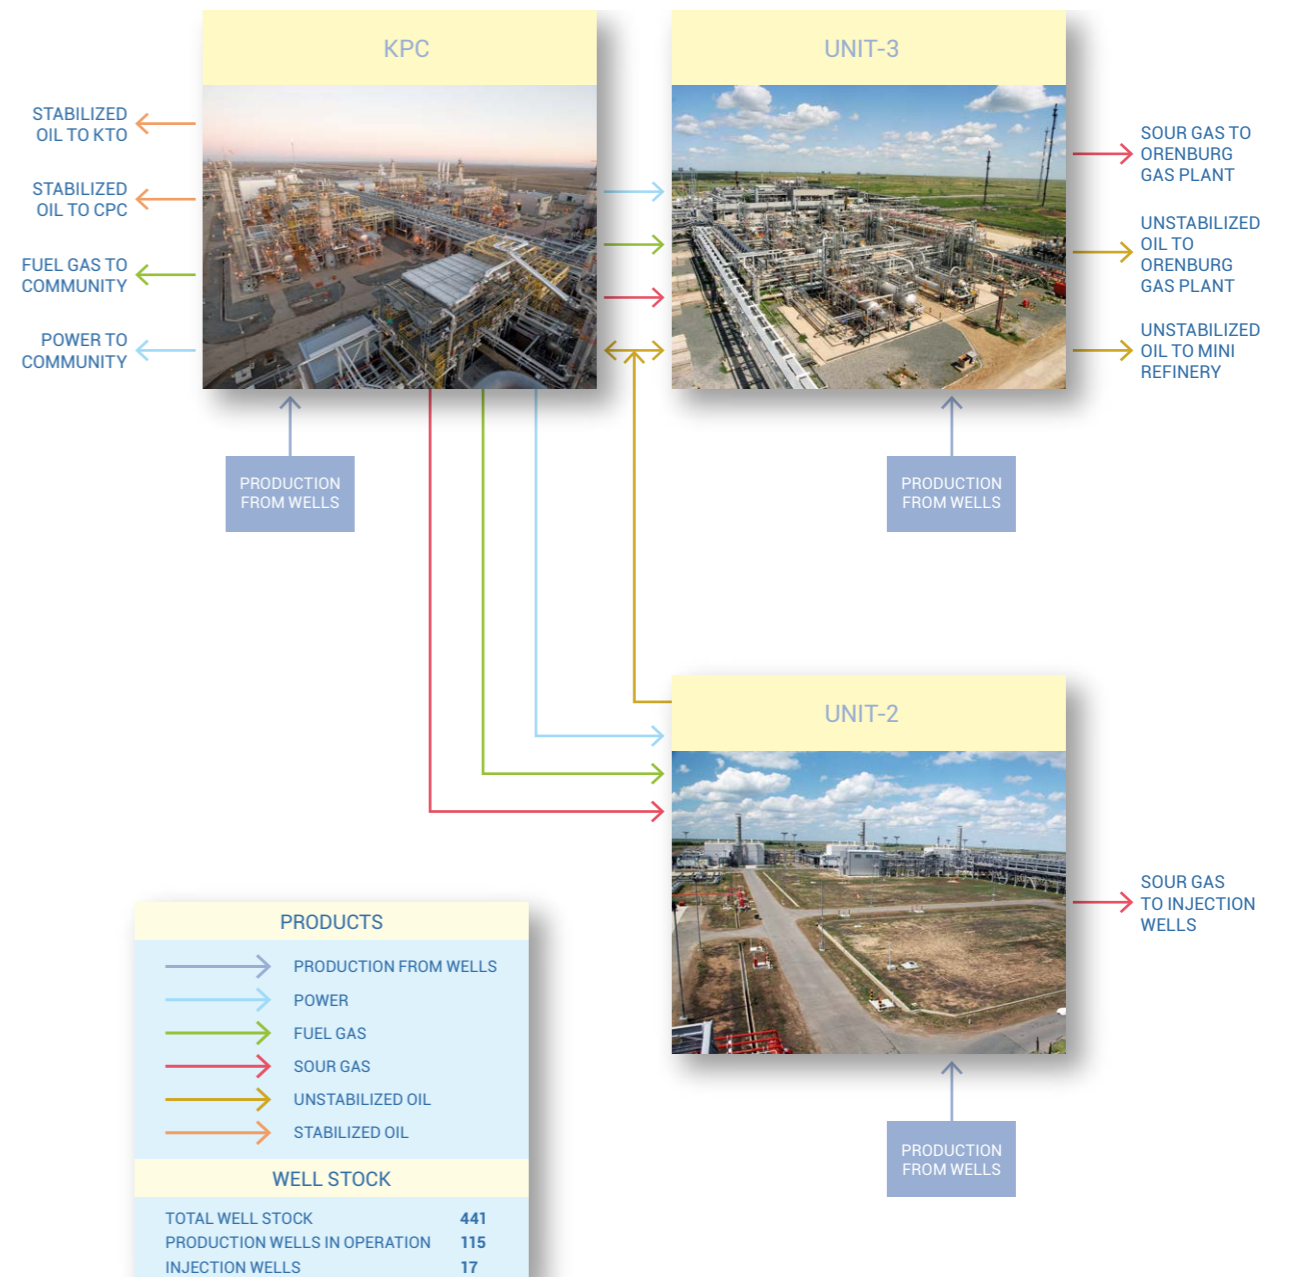 KPC
UNIT-3
STABILIZED
OIL TO KTO
STABILIZED
OIL TO CPC
FUEL GAS TO
COMMUNITY
POWER TO
COMMUNITY
SOUR GAS TO
ORENBURG
GAS PLANT
UNSTABILIZED
OIL TO
ORENBURG
GAS PLANT
UNSTABILIZED
OIL TO MINI
REFINERY
PRODUCTION
FROM WELLS
PRODUCTION
FROM WELLS
UNIT-2
SOUR GAS
TO INJECTION
WELLS
PRODUCTION
FROM WELLS
PRODUCTS
PRODUCTION FROM WELLS
POWER
FUEL GAS
SOUR GAS
UNSTABILIZED OIL
STABILIZED OIL
WELL STOCK
TOTAL WELL STOCK 441
PRODUCTION WELLS IN OPERATION 115
INJECTION WELLS 17